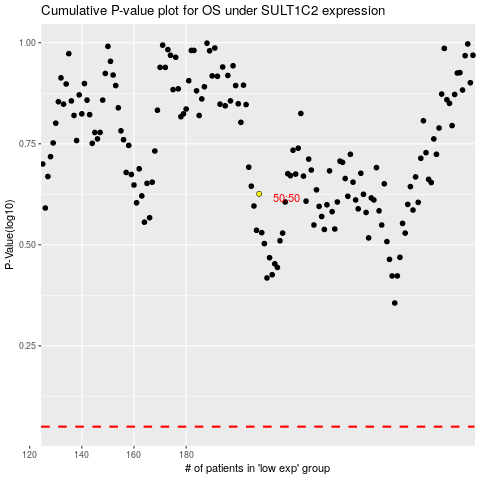 Cumulative P-value plot for OS under SULT1C2 expression
1.00
0.75
0.50
0.25
P-Value(log10)
50:50
120 140 160 180
# of patients in 'low exp' group